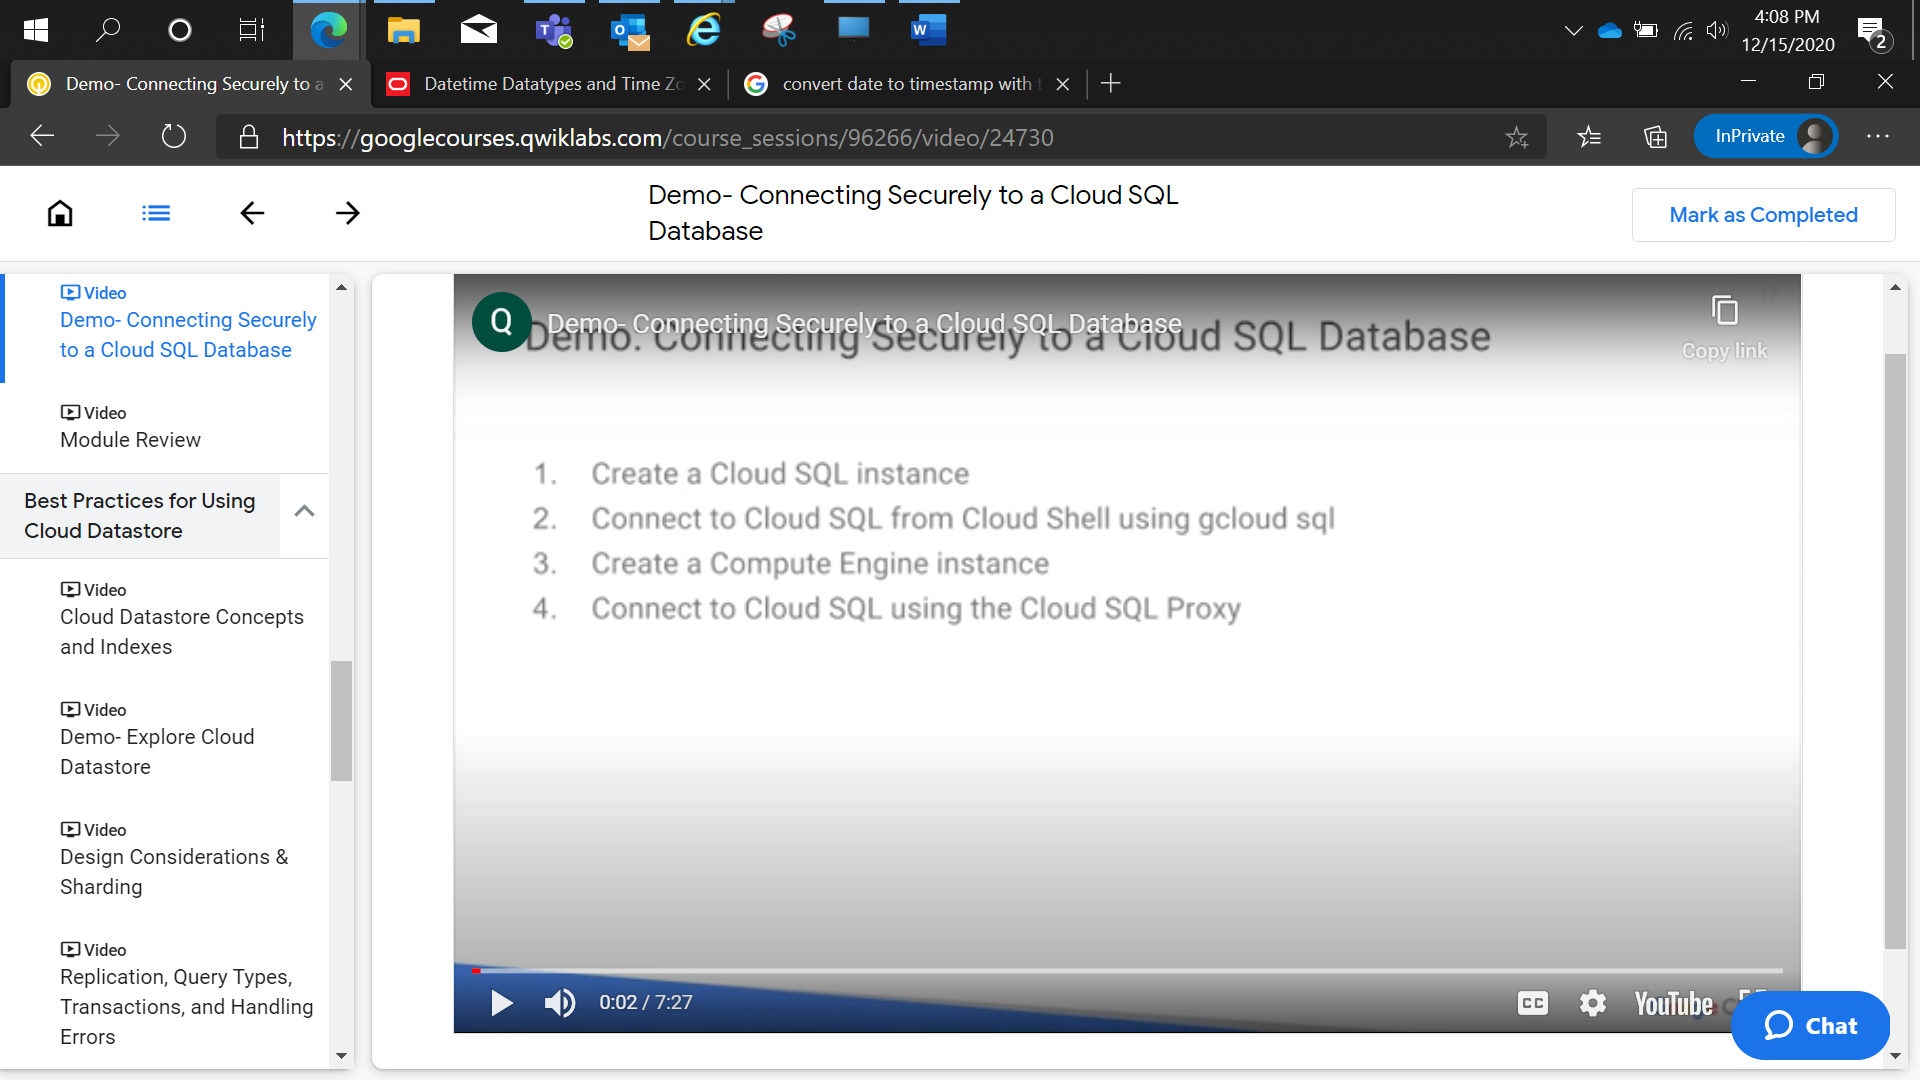 4:08 PM
12/15/2020
2
Demo- Connecting Securely to a
Datetime Datatypes and Time Zo
convert date to timestamp with t
https://googlecourses.qwiklabs.com/course_sessions/96266/video/24730
InPrivate
Demo- Connecting Securely to a Cloud SQL
Database
Mark as Completed
Video
Demo- Connecting Securely
to a Cloud SQL Database
Video
Module Review
Best Practices for Using
Cloud Datastore
Video
Cloud Datastore Concepts
and Indexes
Video
Demo- Explore Cloud
Datastore
Video
Design Considerations &
Sharding
Video
Replication, Query Types,
Transactions, and Handling
Errors
Q
Demo- Connecting Securely to a Cloud SQL Database
Demo: Connecting Securely to a Cloud SQL Database
Copy link
1. Create a Cloud SQL instance
2. Connect to Cloud SQL from Cloud Shell using gcloud sql
3. Create a Compute Engine instance
4. Connect to Cloud SQL using the Cloud SQL Proxy
0:02 / 7:27
CC
YouTube
Chat